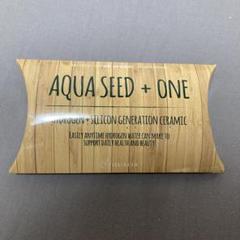 AQUA SEED + ONE
HYDROGEN + SILICON GENERATION CERAMIC
EASILY ANYTIME HYDROGEN WATER CAN MAKE TO
SUPPORT DAILY HEALTH AND BEAUTY